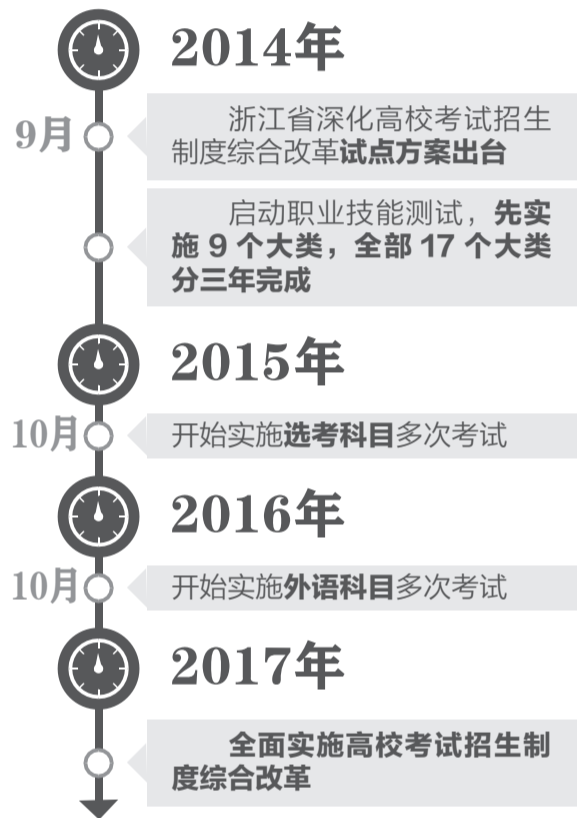 2014年
9月
浙江省深化高校考试招生
制度综合改革试点方案出台
启动职业技能测试，先实
施 9 个大类，全部 17 个大类
分三年完成
2015年
10月
开始实施选考科目多次考试
2016年
10月
开始实施外语科目多次考试
2017年
全面实施高校考试招生制
度综合改革